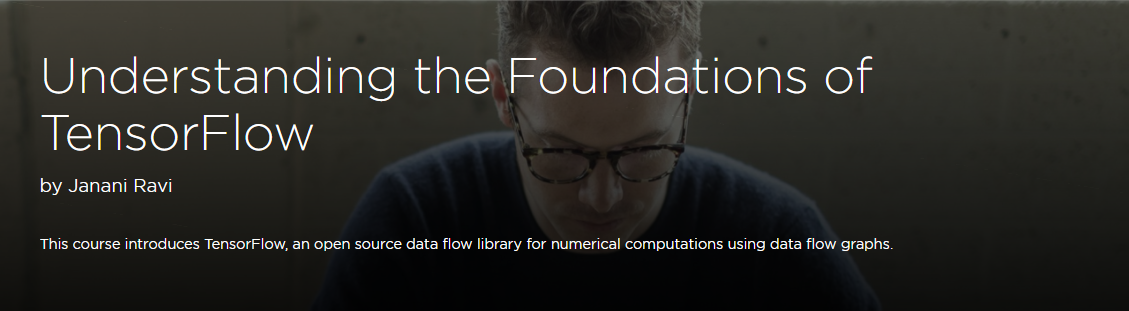 Understanding the Foundations of
TensorFlow
by Janani Ravi
This course introduces TensorFlow, an open source data flow library for numerical computations using data flow graphs.